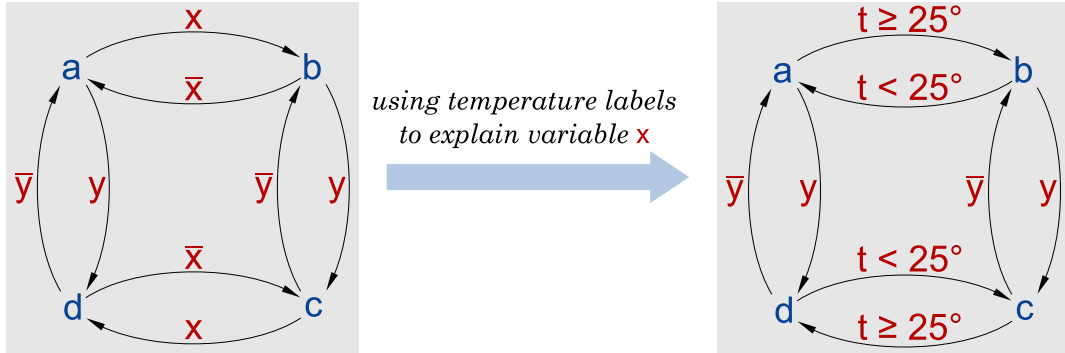 x
a
b
x̅
y̅
y
y̅
y
x̅
d
c
x
using temperature labels
to explain variable x
t ≥ 25°
a
b
t < 25°
y̅
y
y̅
y
t < 25°
d
c
t ≥ 25°